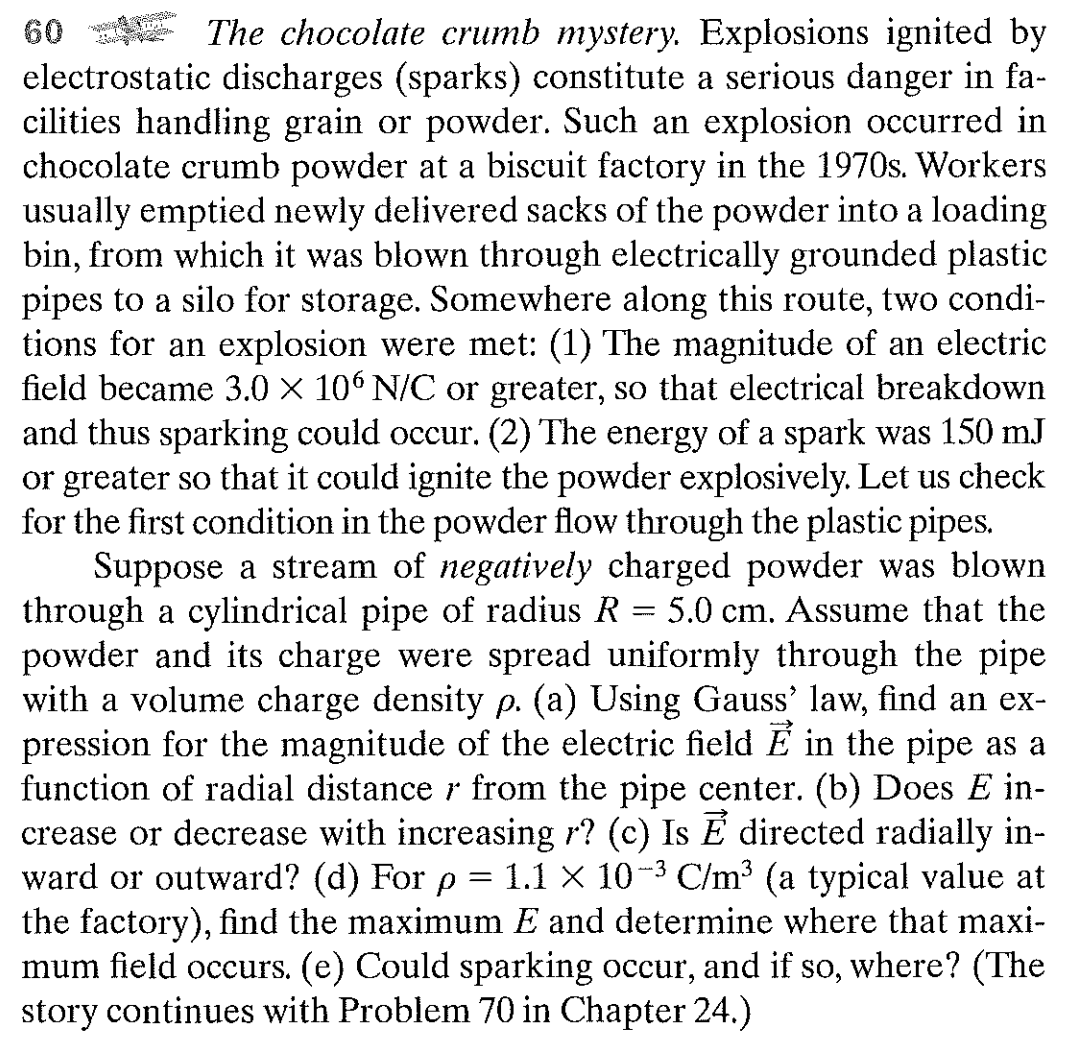 60 The chocolate crumb mystery. Explosions ignited by
electrostatic discharges (sparks) constitute a serious danger in fa-
cilities handling grain or powder. Such an explosion occurred in
chocolate crumb powder at a biscuit factory in the 1970s. Workers
usually emptied newly delivered sacks of the powder into a loading
bin, from which it was blown through electrically grounded plastic
pipes to a silo for storage. Somewhere along this route, two condi-
tions for an explosion were met: (1) The magnitude of an electric
field became 3.0 × 10⁶ N/C or greater, so that electrical breakdown
and thus sparking could occur. (2) The energy of a spark was 150 mJ
or greater so that it could ignite the powder explosively. Let us check
for the first condition in the powder flow through the plastic pipes.
Suppose a stream of negatively charged powder was blown
through a cylindrical pipe of radius R = 5.0 cm. Assume that the
powder and its charge were spread uniformly through the pipe
with a volume charge density ρ. (a) Using Gauss' law, find an ex-
pression for the magnitude of the electric field E⃗ in the pipe as a
function of radial distance r from the pipe center. (b) Does E in-
crease or decrease with increasing r? (c) Is E⃗ directed radially in-
ward or outward? (d) For ρ = 1.1 × 10⁻³ C/m³ (a typical value at
the factory), find the maximum E and determine where that maxi-
mum field occurs. (e) Could sparking occur, and if so, where? (The
story continues with Problem 70 in Chapter 24.)